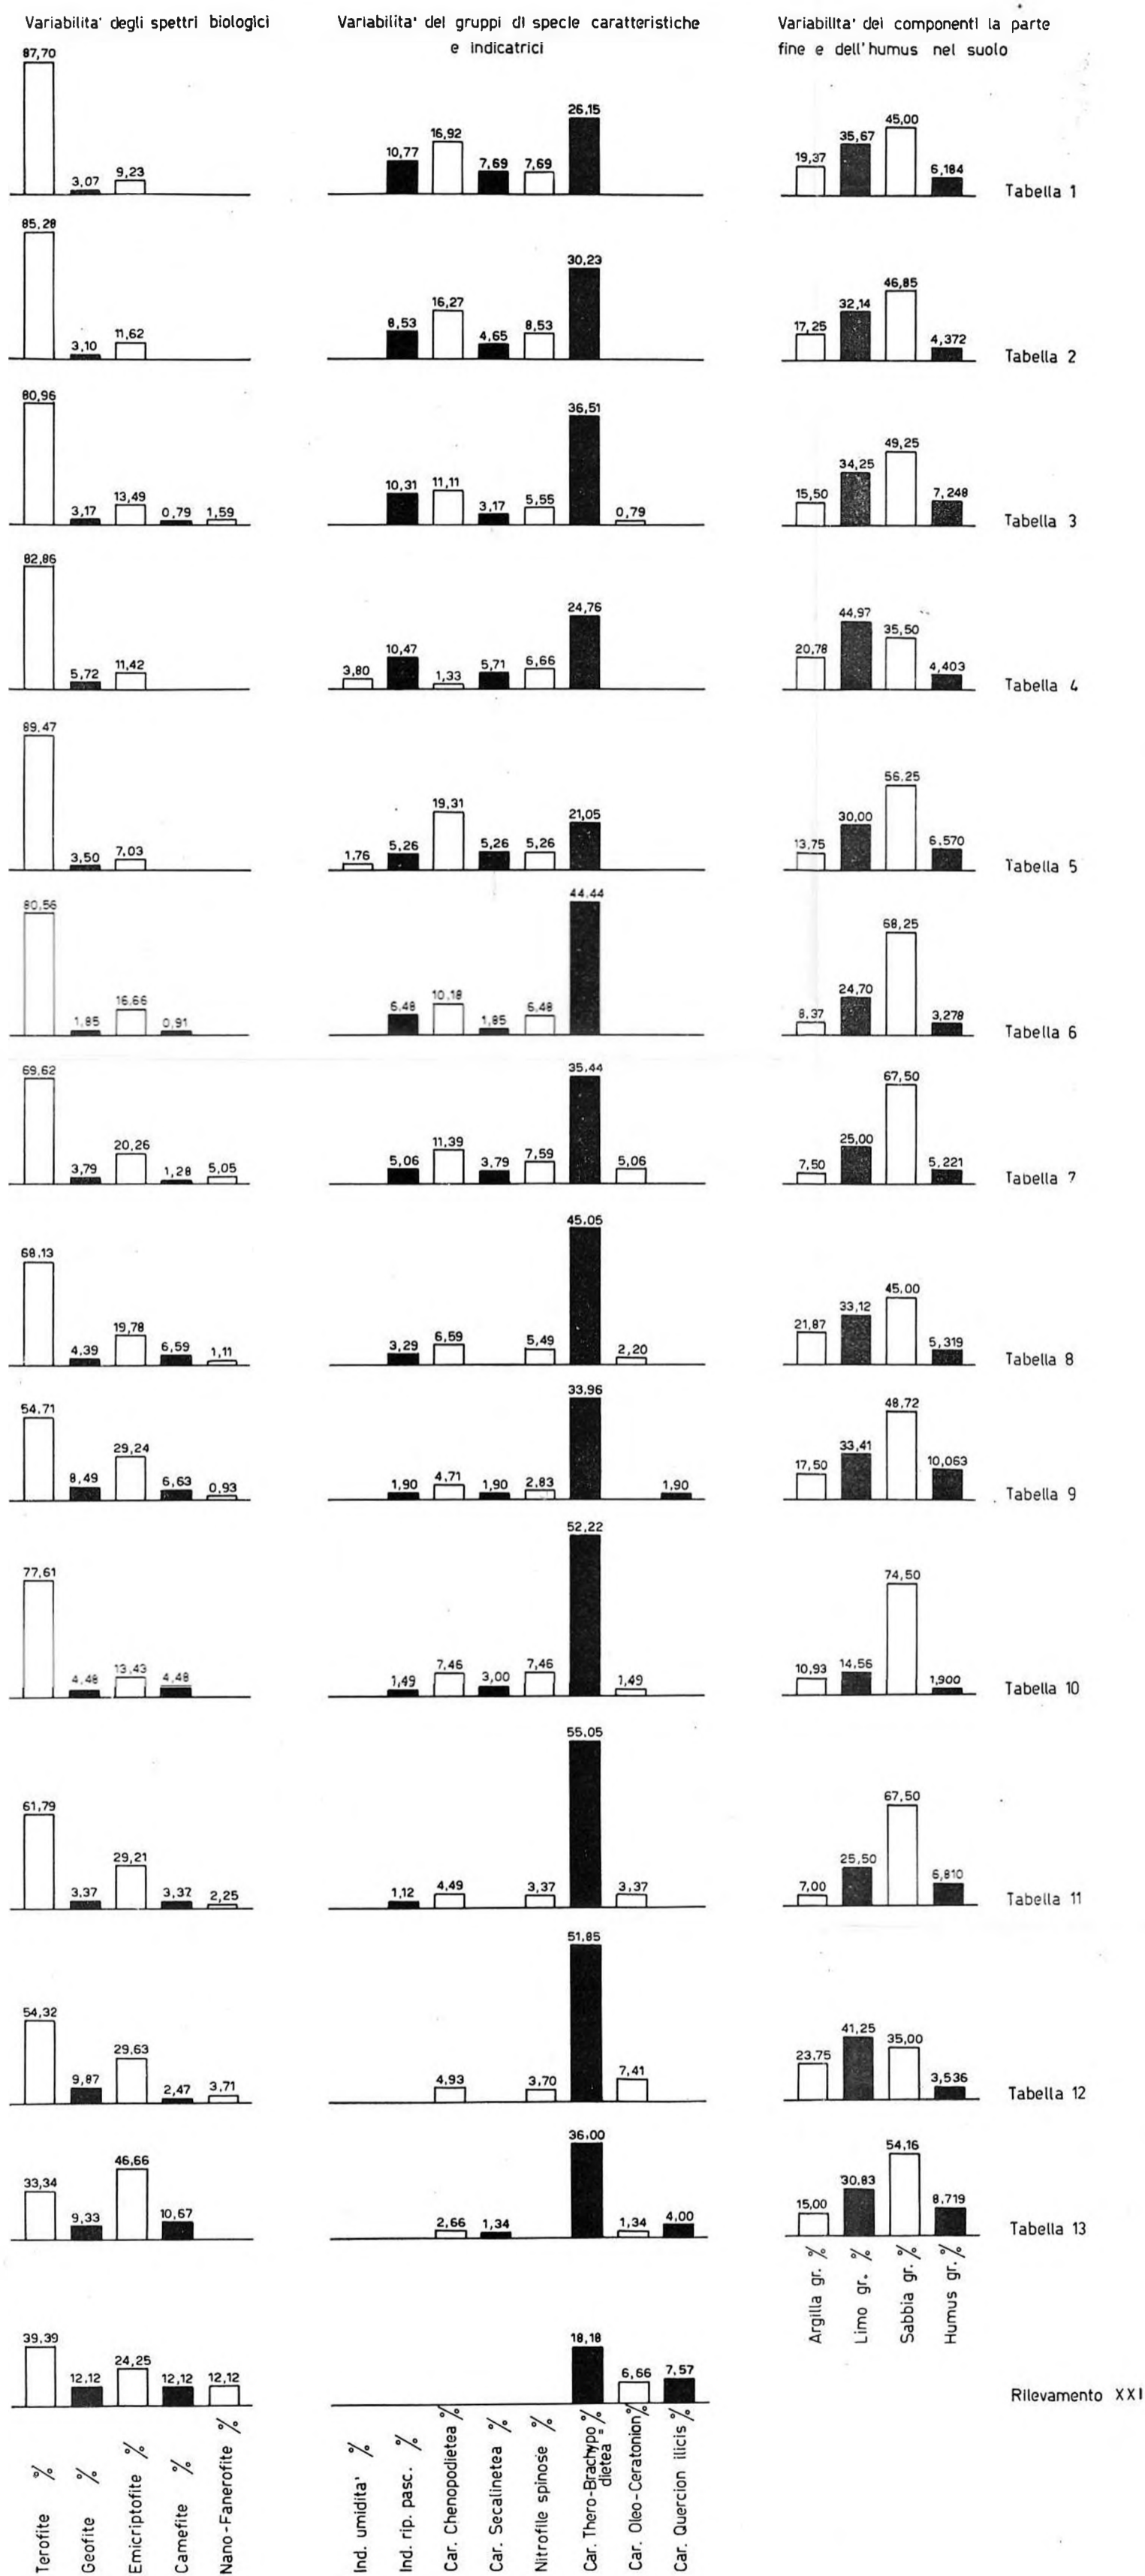 Variabilita' degli spettri biologici
Variabilita' dei gruppi di specie caratteristiche
e indicatrici
Variabilita' dei componenti la parte
fine e dell'humus nel suolo
87,70 3,07 9,23
10,77 16,92 7,69 7,69 26,15
19,37 35,67 45,00 6,184
Tabella 1
85,28 3,10 11,62
8,53 16,27 4,65 8,53 30,23
17,25 32,14 46,85 4,372
Tabella 2
80,96 3,17 13,49 0,79 1,59
10,31 11,11 3,17 5,55 36,51 0,79
15,50 34,25 49,25 7,248
Tabella 3
82,86 5,72 11,42
3,80 10,47 1,33 5,71 6,66 24,76
20,78 44,97 35,50 4,403
Tabella 4
89,47 3,50 7,03
1,76 5,26 19,31 5,26 5,26 21,05
13,75 30,00 56,25 6,570
Tabella 5
80,56 1,85 16,66 0,91
6,48 10,18 1,85 6,48 44,44
8,37 24,70 68,25 3,278
Tabella 6
69,62 3,79 20,26 1,28 5,05
5,06 11,39 3,79 7,59 35,44 5,06
7,50 25,00 67,50 5,221
Tabella 7
68,13 4,39 19,78 6,59 1,11
3,29 6,59 5,49 45,05 2,20
21,87 33,12 45,00 5,319
Tabella 8
54,71 8,49 29,24 6,63 0,93
1,90 4,71 1,90 2,83 33,96 1,90
17,50 33,41 48,72 10,063
Tabella 9
77,61 4,48 13,43 4,48
1,49 7,46 3,00 7,46 52,22 1,49
10,93 14,56 74,50 1,900
Tabella 10
61,79 3,37 29,21 3,37 2,25
1,12 4,49 3,37 55,05 3,37
7,00 25,50 67,50 6,810
Tabella 11
54,32 9,87 29,63 2,47 3,71
4,93 3,70 51,85 7,41
23,75 41,25 35,00 3,536
Tabella 12
33,34 9,33 46,66 10,67
2,66 1,34 36,00 1,34 4,00
15,00 30,83 54,16 8,719
Tabella 13
Argilla gr. %
Limo gr. %
Sabbia gr. %
Humus gr. %
39,39 12,12 24,25 12,12 12,12
18,18 6,66 7,57
Rilevamento XXI
Terofite %
Geofite %
Emicriptofite %
Camefite %
Nano-Fanerofite %
Ind. umidita' %
Ind. rip. pasc. %
Car. Chenopodietea %
Car. Secalinetea %
Nitrofile spinose %
Car. Thero-Brachypo= %
dietea
Car. Oleo-Ceratonion %
Car. Quercion ilicis %